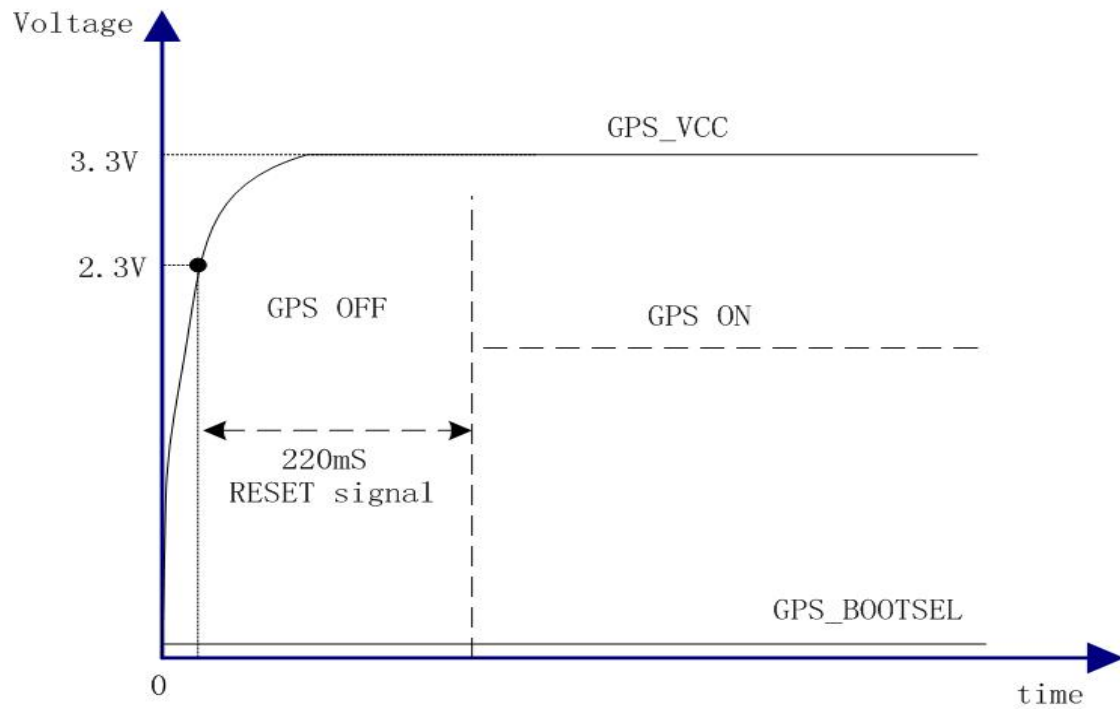 Voltage
GPS_VCC
3.3V
2.3V
GPS OFF
GPS ON
220mS
RESET signal
GPS_BOOTSEL
0
time